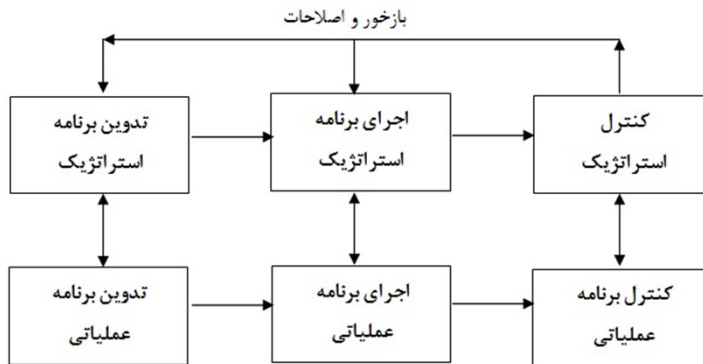 بازخور و اصلاحات
تدوین برنامه
استراتژیک
اجرای برنامه
استراتژیک
کنترل
استراتژیک
تدوین برنامه
عملیاتی
اجرای برنامه
عملیاتی
کنترل برنامه
عملیاتی